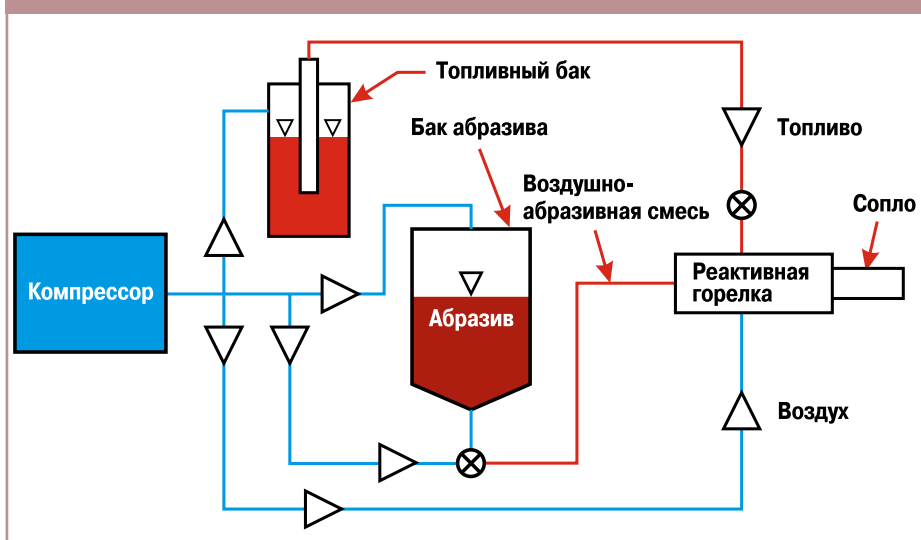 Топливный бак
Бак абразива
Топливо
Воздушно-
абразивная смесь
Сопло
Компрессор
Реактивная
горелка
Абразив
Воздух